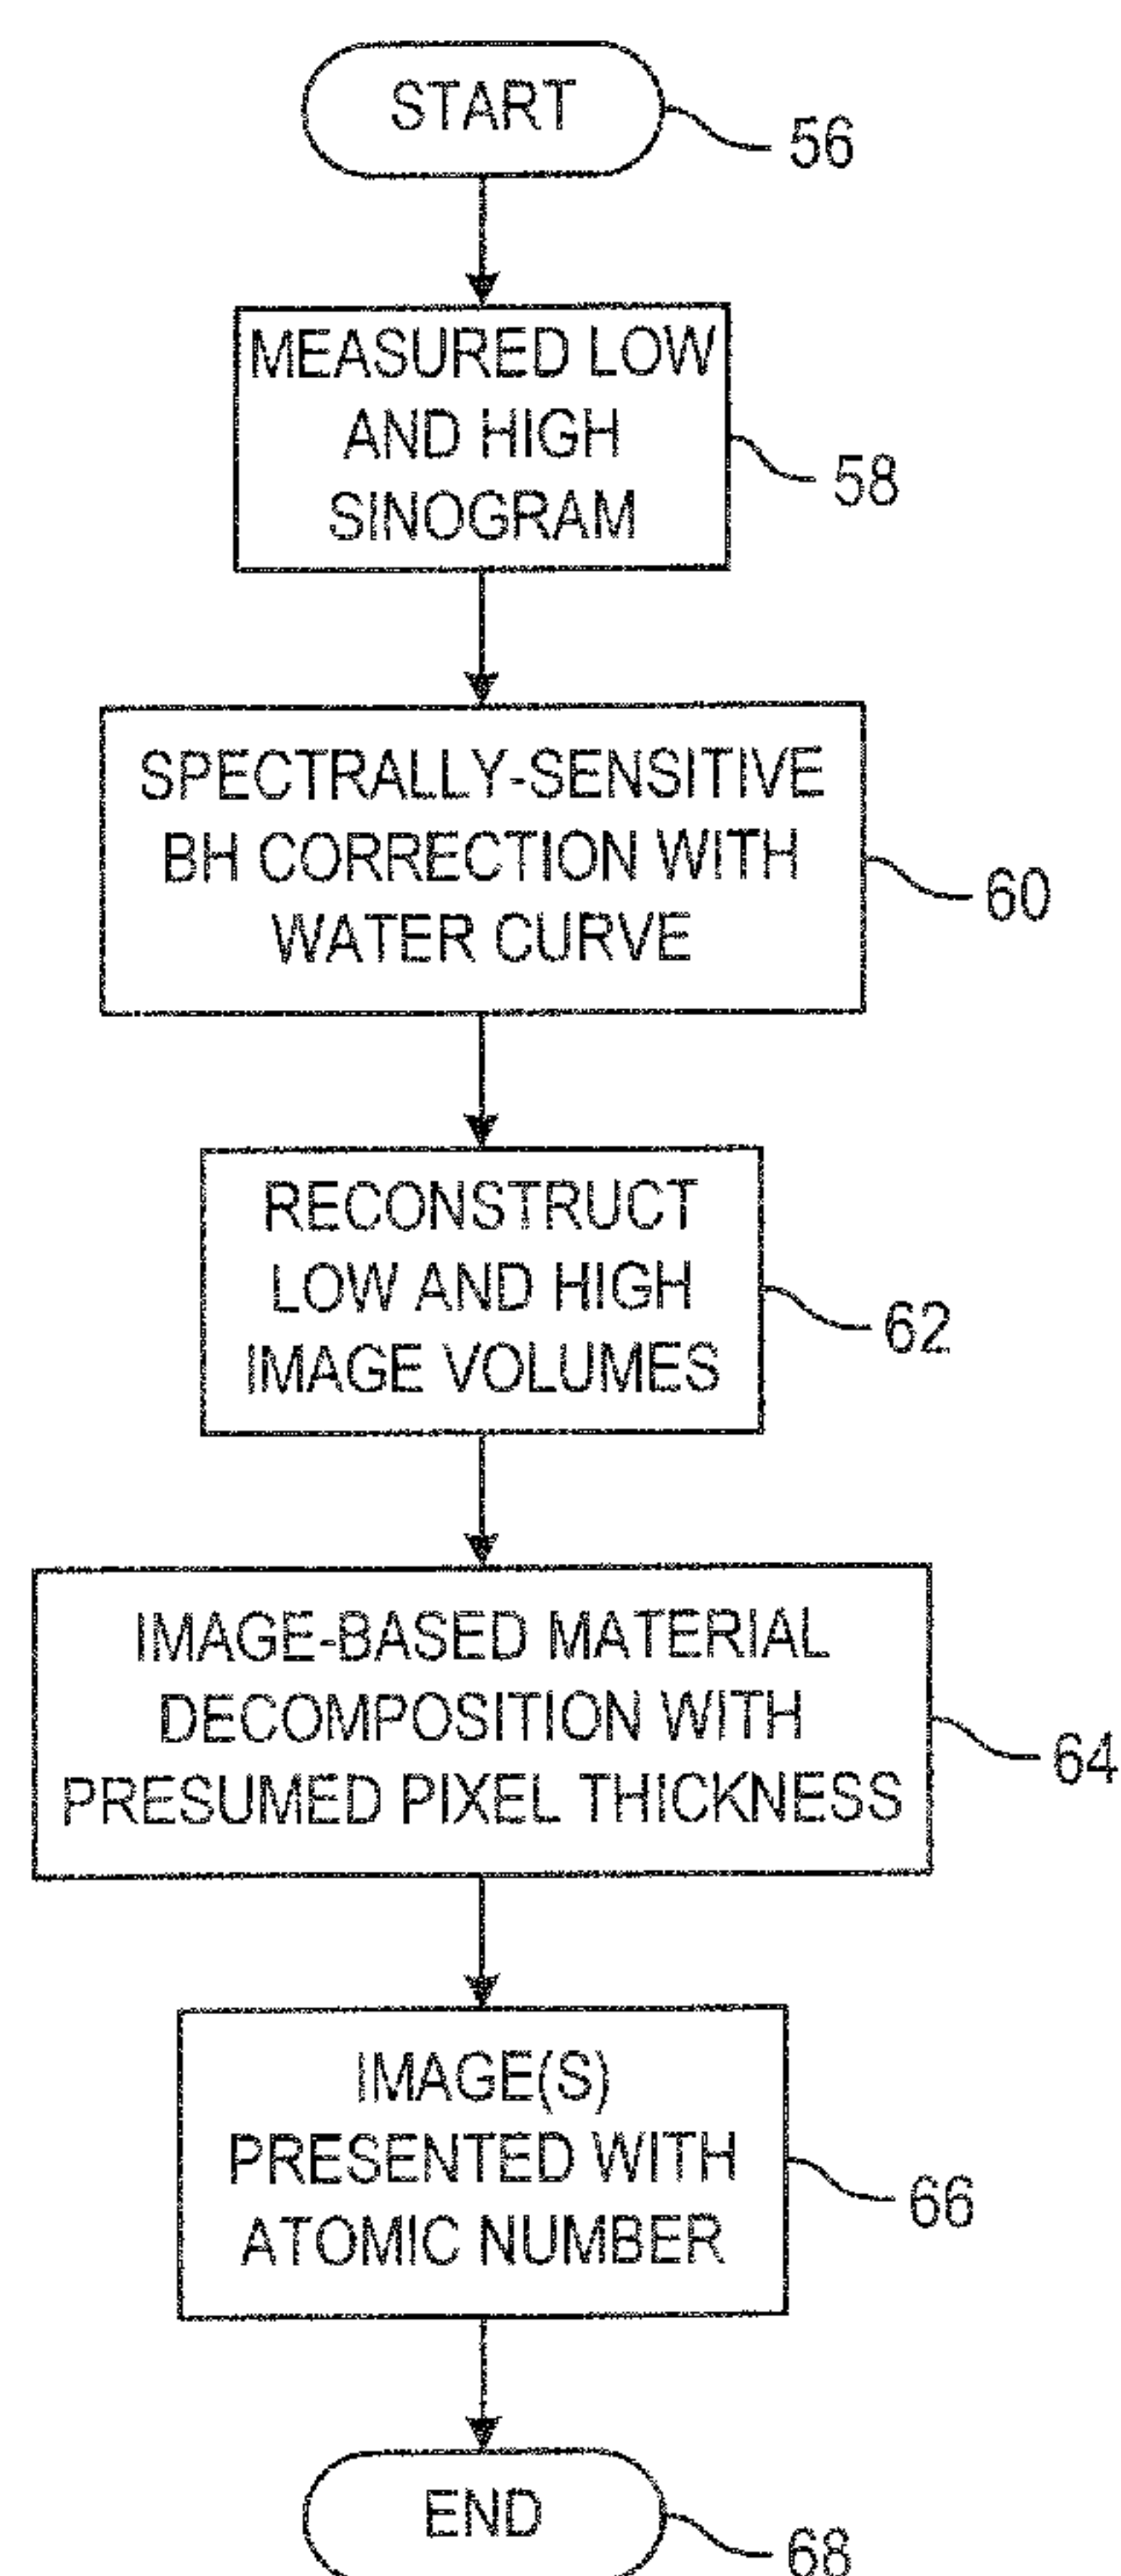 START
56
MEASURED LOW
AND HIGH
SINOGRAM
58
SPECTRALLY-SENSITIVE
BH CORRECTION WITH
WATER CURVE
60
RECONSTRUCT
LOW AND HIGH
IMAGE VOLUMES
62
IMAGE-BASED MATERIAL
DECOMPOSITION WITH
PRESUMED PIXEL THICKNESS
64
IMAGE(S)
PRESENTED WITH
ATOMIC NUMBER
66
END
68